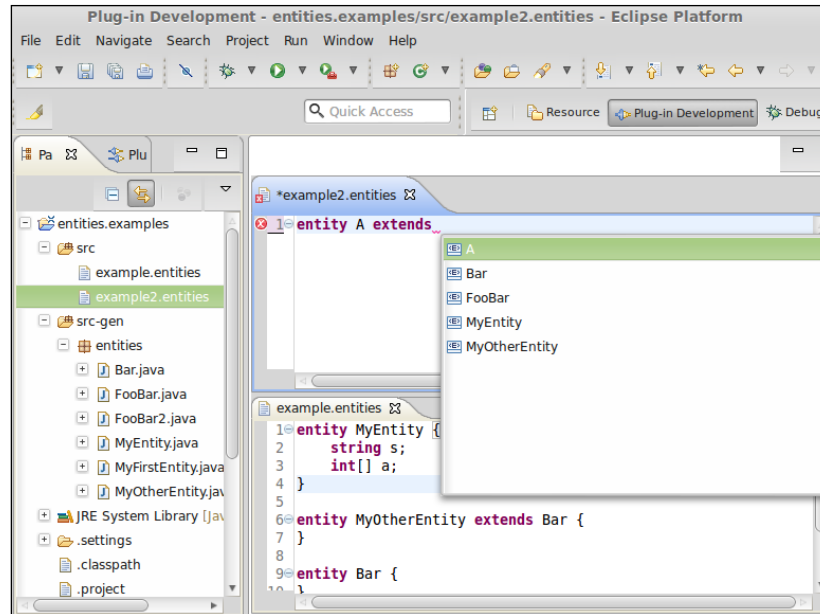 Plug-in Development - entities.examples/src/example2.entities - Eclipse Platform
File Edit Navigate Search Project Run Window Help
Quick Access
Resource
Plug-in Development
Debug
Pa
Plu
entities.examples
src
example.entities
example2.entities
src-gen
entities
Bar.java
FooBar.java
FooBar2.java
MyEntity.java
MyFirstEntity.java
MyOtherEntity.jav
JRE System Library [Jav
.settings
.classpath
.project
*example2.entities
1 entity A extends
A
Bar
FooBar
MyEntity
MyOtherEntity
example.entities
1 entity MyEntity {
2 string s;
3 int[] a;
4 }
5
6 entity MyOtherEntity extends Bar {
7 }
8
9 entity Bar {
10 }